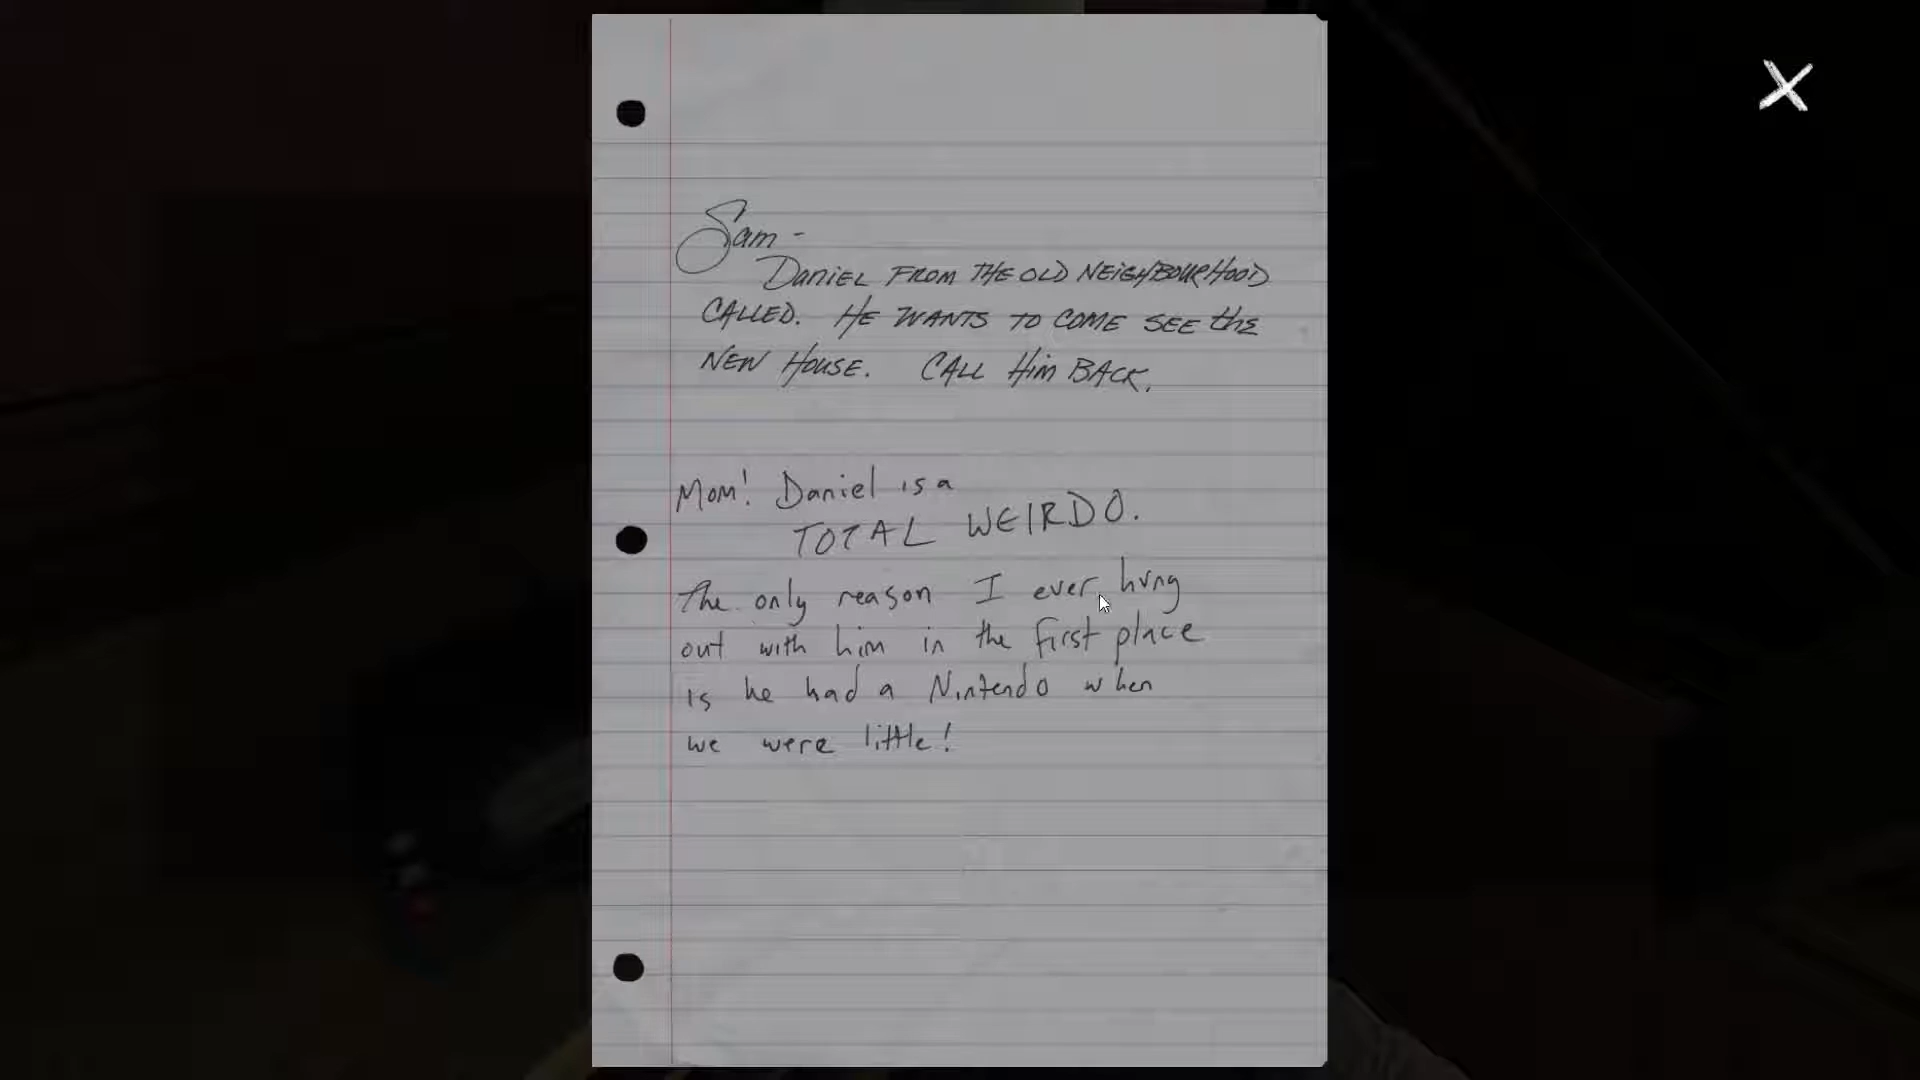 Sam -
DANIEL FROM THE OLD NEIGHBOURHOOD
CALLED. HE WANTS TO COME SEE the
NEW HOUSE. CALL HIM BACK.
Mom! Daniel is a
TOTAL WEIRDO.
The only reason I ever hung
out with him in the first place
is he had a Nintendo when
we were little!